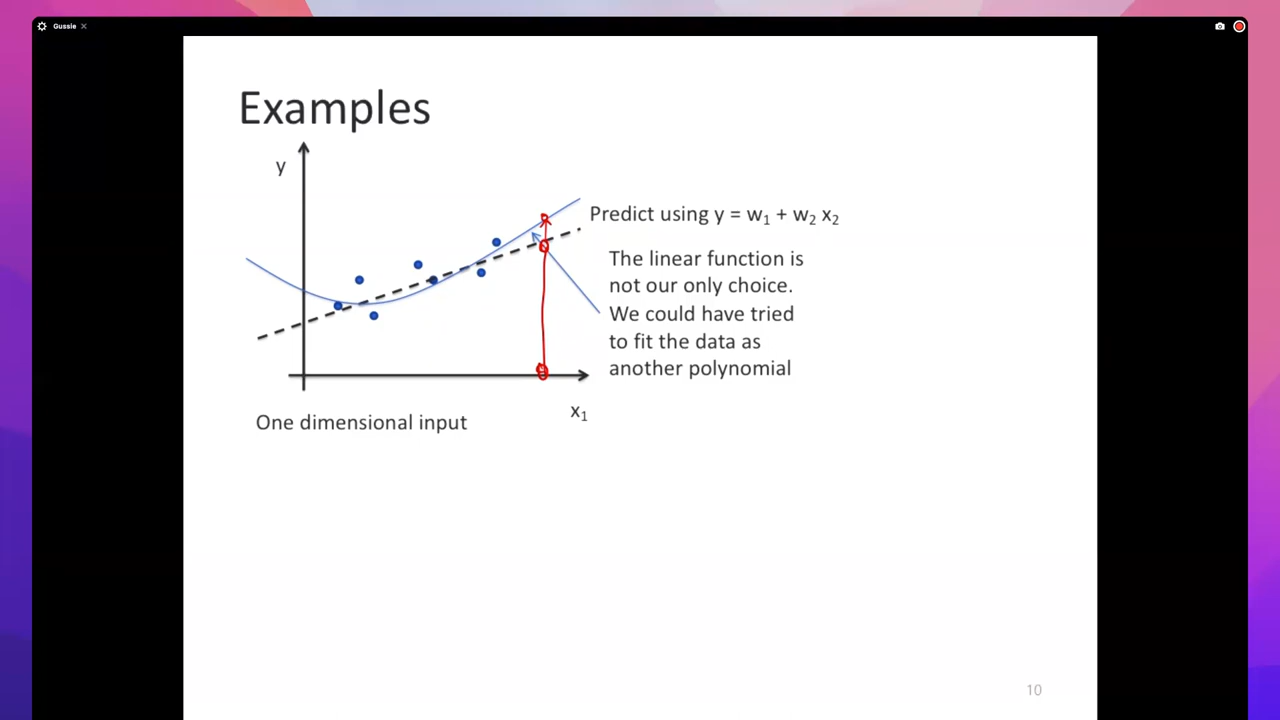 Gussie
Examples
y
Predict using y = w₁ + w₂ x₂
The linear function is
not our only choice.
We could have tried
to fit the data as
another polynomial
x₁
One dimensional input
10